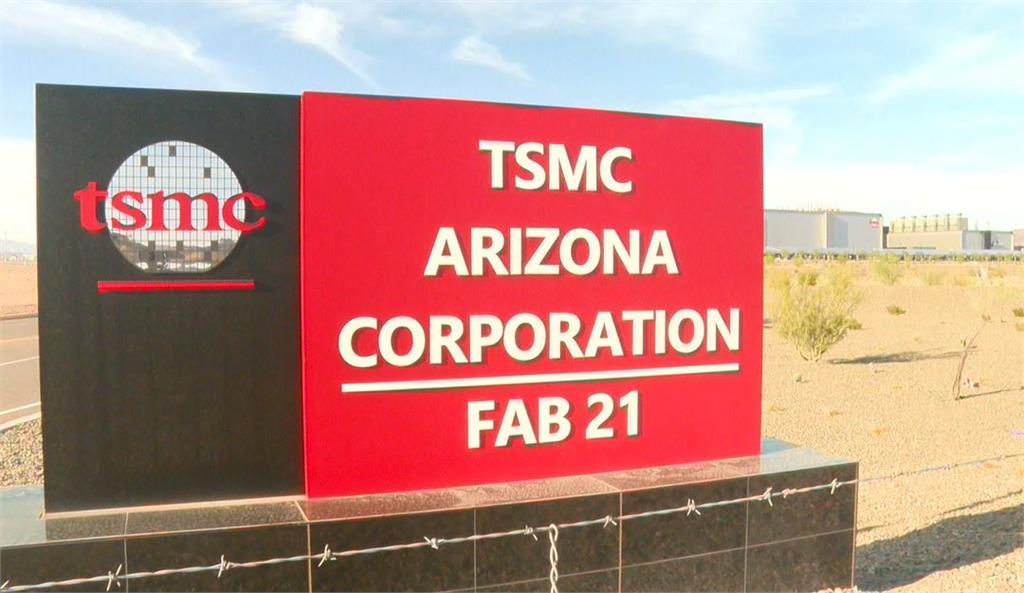 tsmc
TSMC
ARIZONA
CORPORATION
FAB 21